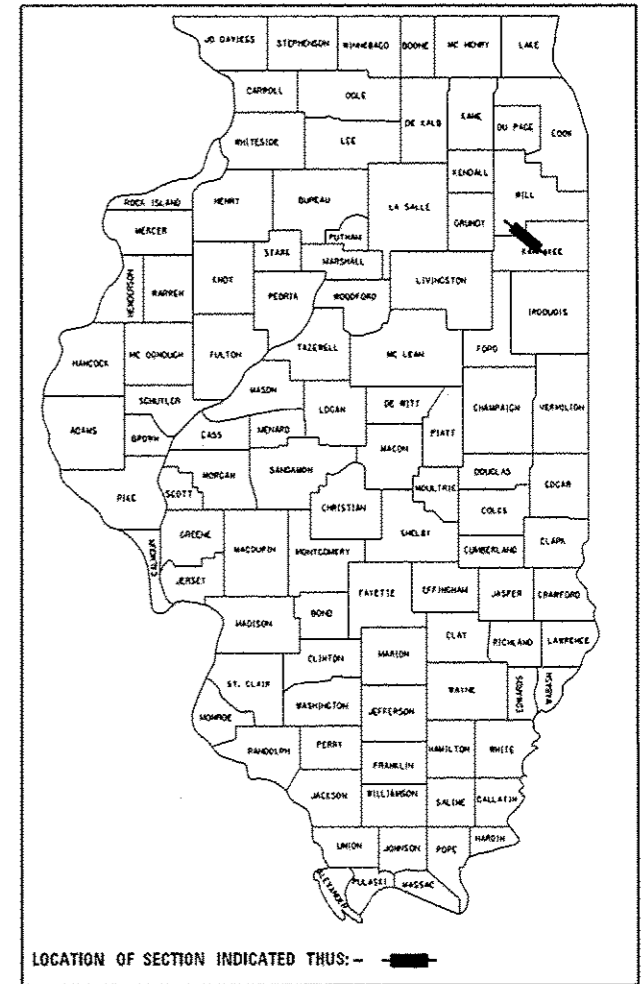 JO DAVIESS STEPHENSON WINNEBAGO BOONE MC HENRY LAKE
CARROLL OGLE DE KALB KANE DU PAGE COOK
WHITESIDE LEE KENDALL WILL
ROCK ISLAND HENRY BUREAU LA SALLE GRUNDY
MERCER STARK PUTNAM MARSHALL KANKAKEE
HENDERSON WARREN KNOX PEORIA WOODFORD LIVINGSTON IROQUOIS
HANCOCK MC DONOUGH FULTON TAZEWELL MC LEAN FORD
SCHUYLER MASON LOGAN DE WITT CHAMPAIGN VERMILION
ADAMS BROWN CASS MENARD MACON PIATT
PIKE SCOTT MORGAN SANGAMON CHRISTIAN MOULTRIE DOUGLAS EDGAR
COLES
CALHOUN GREENE MACOUPIN MONTGOMERY SHELBY CUMBERLAND CLARK
JERSEY FAYETTE EFFINGHAM JASPER CRAWFORD
MADISON BOND CLAY RICHLAND LAWRENCE
CLINTON MARION
ST. CLAIR WAYNE EDWARDS WABASH
MONROE WASHINGTON JEFFERSON
RANDOLPH PERRY HAMILTON WHITE
FRANKLIN
JACKSON WILLIAMSON SALINE GALLATIN
UNION JOHNSON POPE HARDIN
ALEXANDER PULASKI MASSAC
LOCATION OF SECTION INDICATED THUS: -